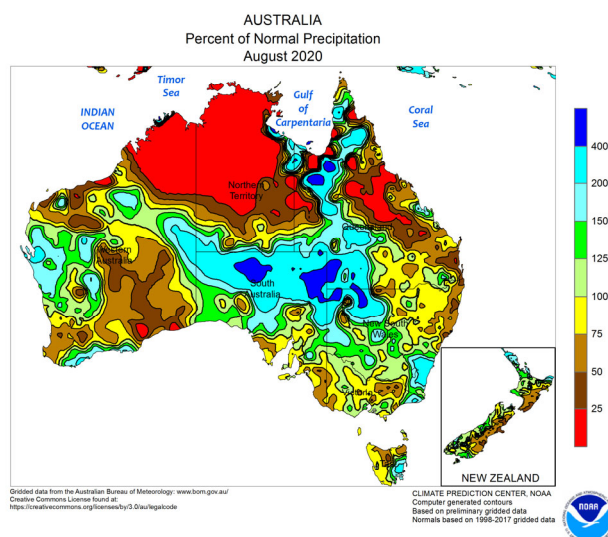 AUSTRALIA
Percent of Normal Precipitation
August 2020
Timor
Sea
INDIAN
OCEAN
Gulf
of
Carpentaria
Coral
Sea
Northern
Territory
Queensland
Western
Australia
South
Australia
New South
Wales
Victoria
400
200
150
125
100
75
50
25
NEW ZEALAND
Gridded data from the Australian Bureau of Meteorology: www.bom.gov.au/
Creative Commons License found at:
https://creativecommons.org/licenses/by/3.0/au/legalcode
CLIMATE PREDICTION CENTER, NOAA
Computer generated contours
Based on preliminary gridded data
Normals based on 1998-2017 gridded data
NOAA